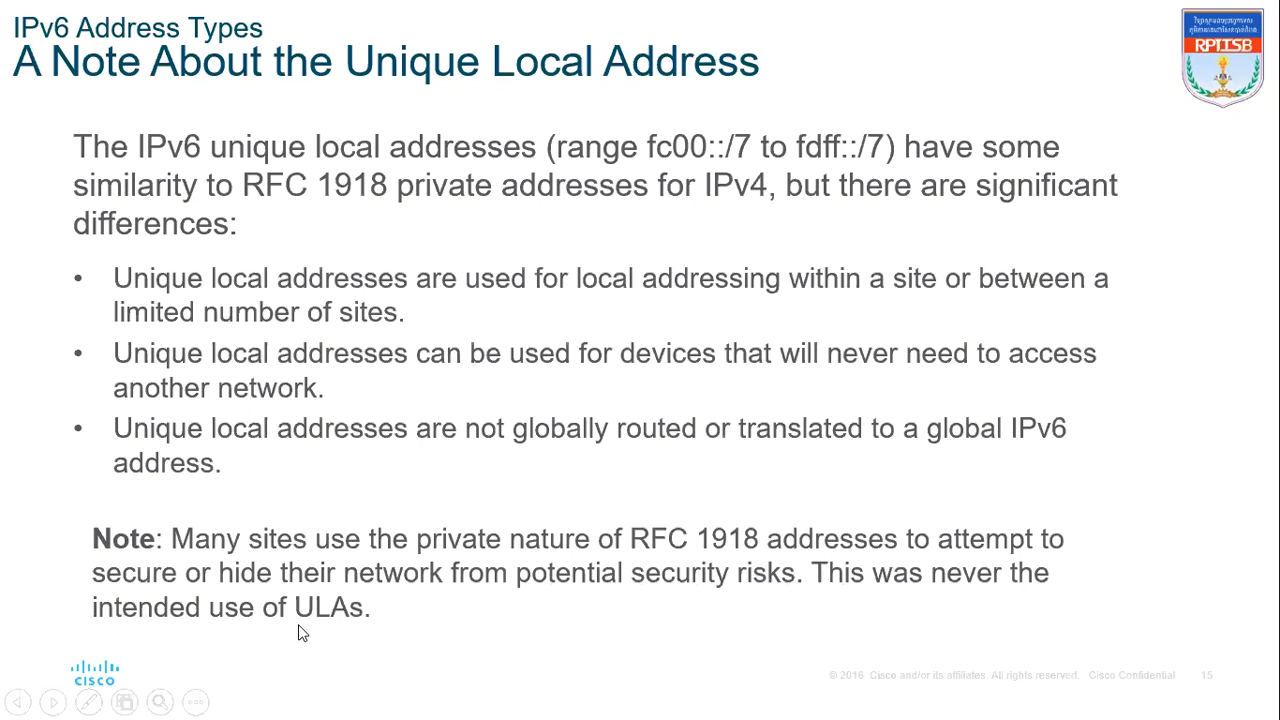 IPv6 Address Types
A Note About the Unique Local Address
RPITSB
The IPv6 unique local addresses (range fc00::/7 to fdff::/7) have some
similarity to RFC 1918 private addresses for IPv4, but there are significant
differences:
• Unique local addresses are used for local addressing within a site or between a
limited number of sites.
• Unique local addresses can be used for devices that will never need to access
another network.
• Unique local addresses are not globally routed or translated to a global IPv6
address.
Note: Many sites use the private nature of RFC 1918 addresses to attempt to
secure or hide their network from potential security risks. This was never the
intended use of ULAs.
CISCO
© 2016 Cisco and/or its affiliates. All rights reserved. Cisco Confidential 15